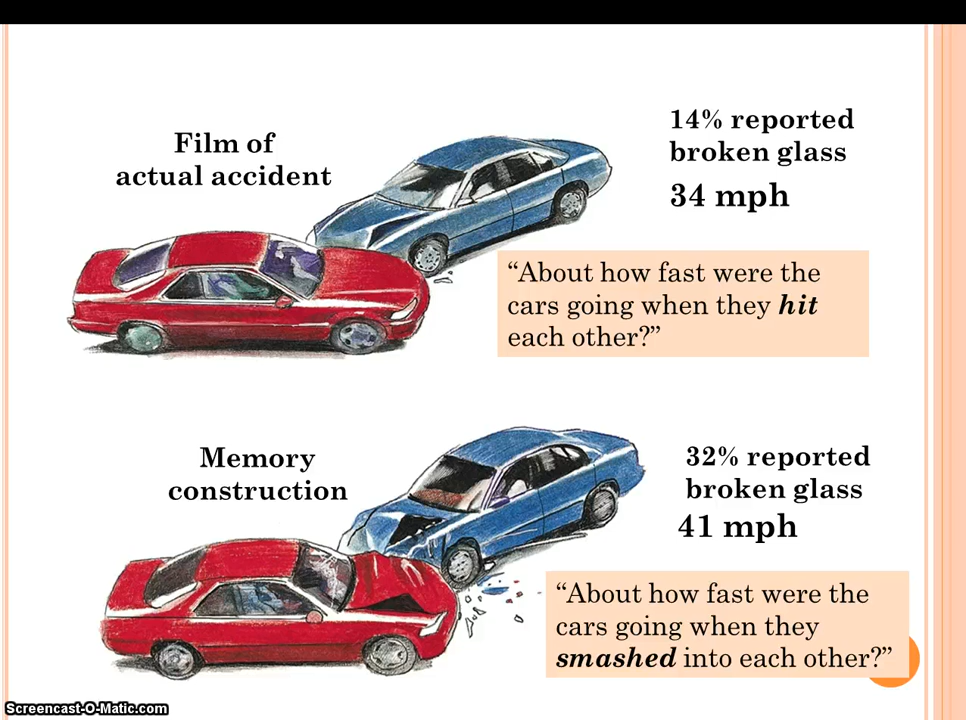 Film of
actual accident
14% reported
broken glass
34 mph
“About how fast were the
cars going when they hit
each other?”
Memory
construction
32% reported
broken glass
41 mph
“About how fast were the
cars going when they
smashed into each other?”
Screencast-O-Matic.com